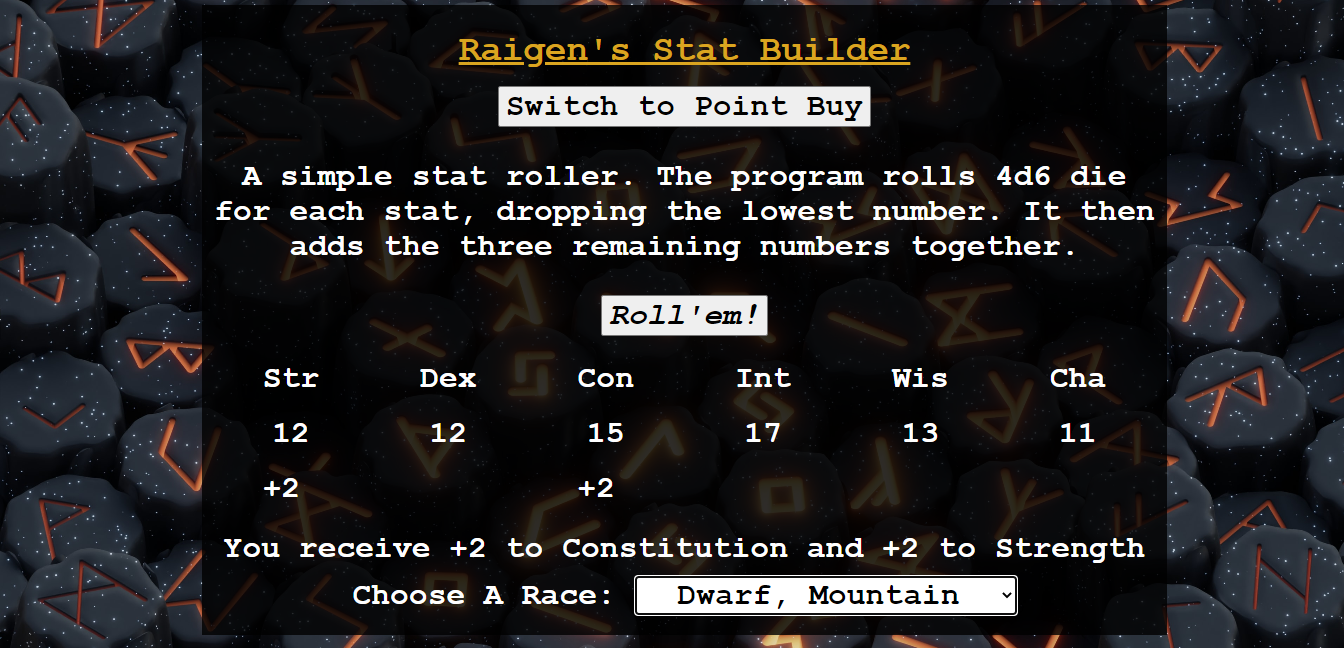 Raigen's Stat Builder
Switch to Point Buy
A simple stat roller. The program rolls 4d6 die
for each stat, dropping the lowest number. It then
adds the three remaining numbers together.
Roll'em!
Str Dex Con Int Wis Cha
12 12 15 17 13 11
+2 +2
You receive +2 to Constitution and +2 to Strength
Choose A Race: Dwarf, Mountain